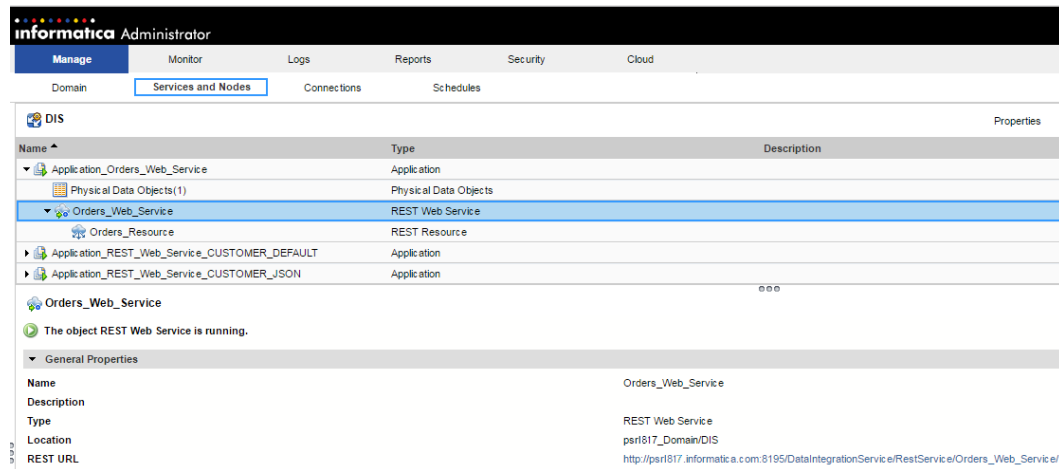 informatica Administrator
Manage Monitor Logs Reports Security Cloud
Domain Services and Nodes Connections Schedules
DIS Properties
Name Type Description
Application_Orders_Web_Service Application
Physical Data Objects(1) Physical Data Objects
Orders_Web_Service REST Web Service
Orders_Resource REST Resource
Application_REST_Web_Service_CUSTOMER_DEFAULT Application
Application_REST_Web_Service_CUSTOMER_JSON Application
Orders_Web_Service
The object REST Web Service is running.
General Properties
Name Orders_Web_Service
Description
Type REST Web Service
Location psrl817_Domain/DIS
REST URL http://psrl817.informatica.com:8195/DataIntegrationService/RestService/Orders_Web_Service/